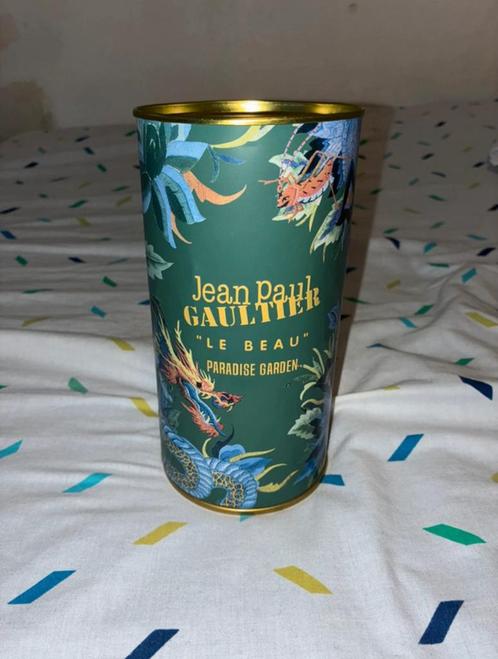 Jean Paul
GAULTIER
"LE BEAU"
PARADISE GARDEN